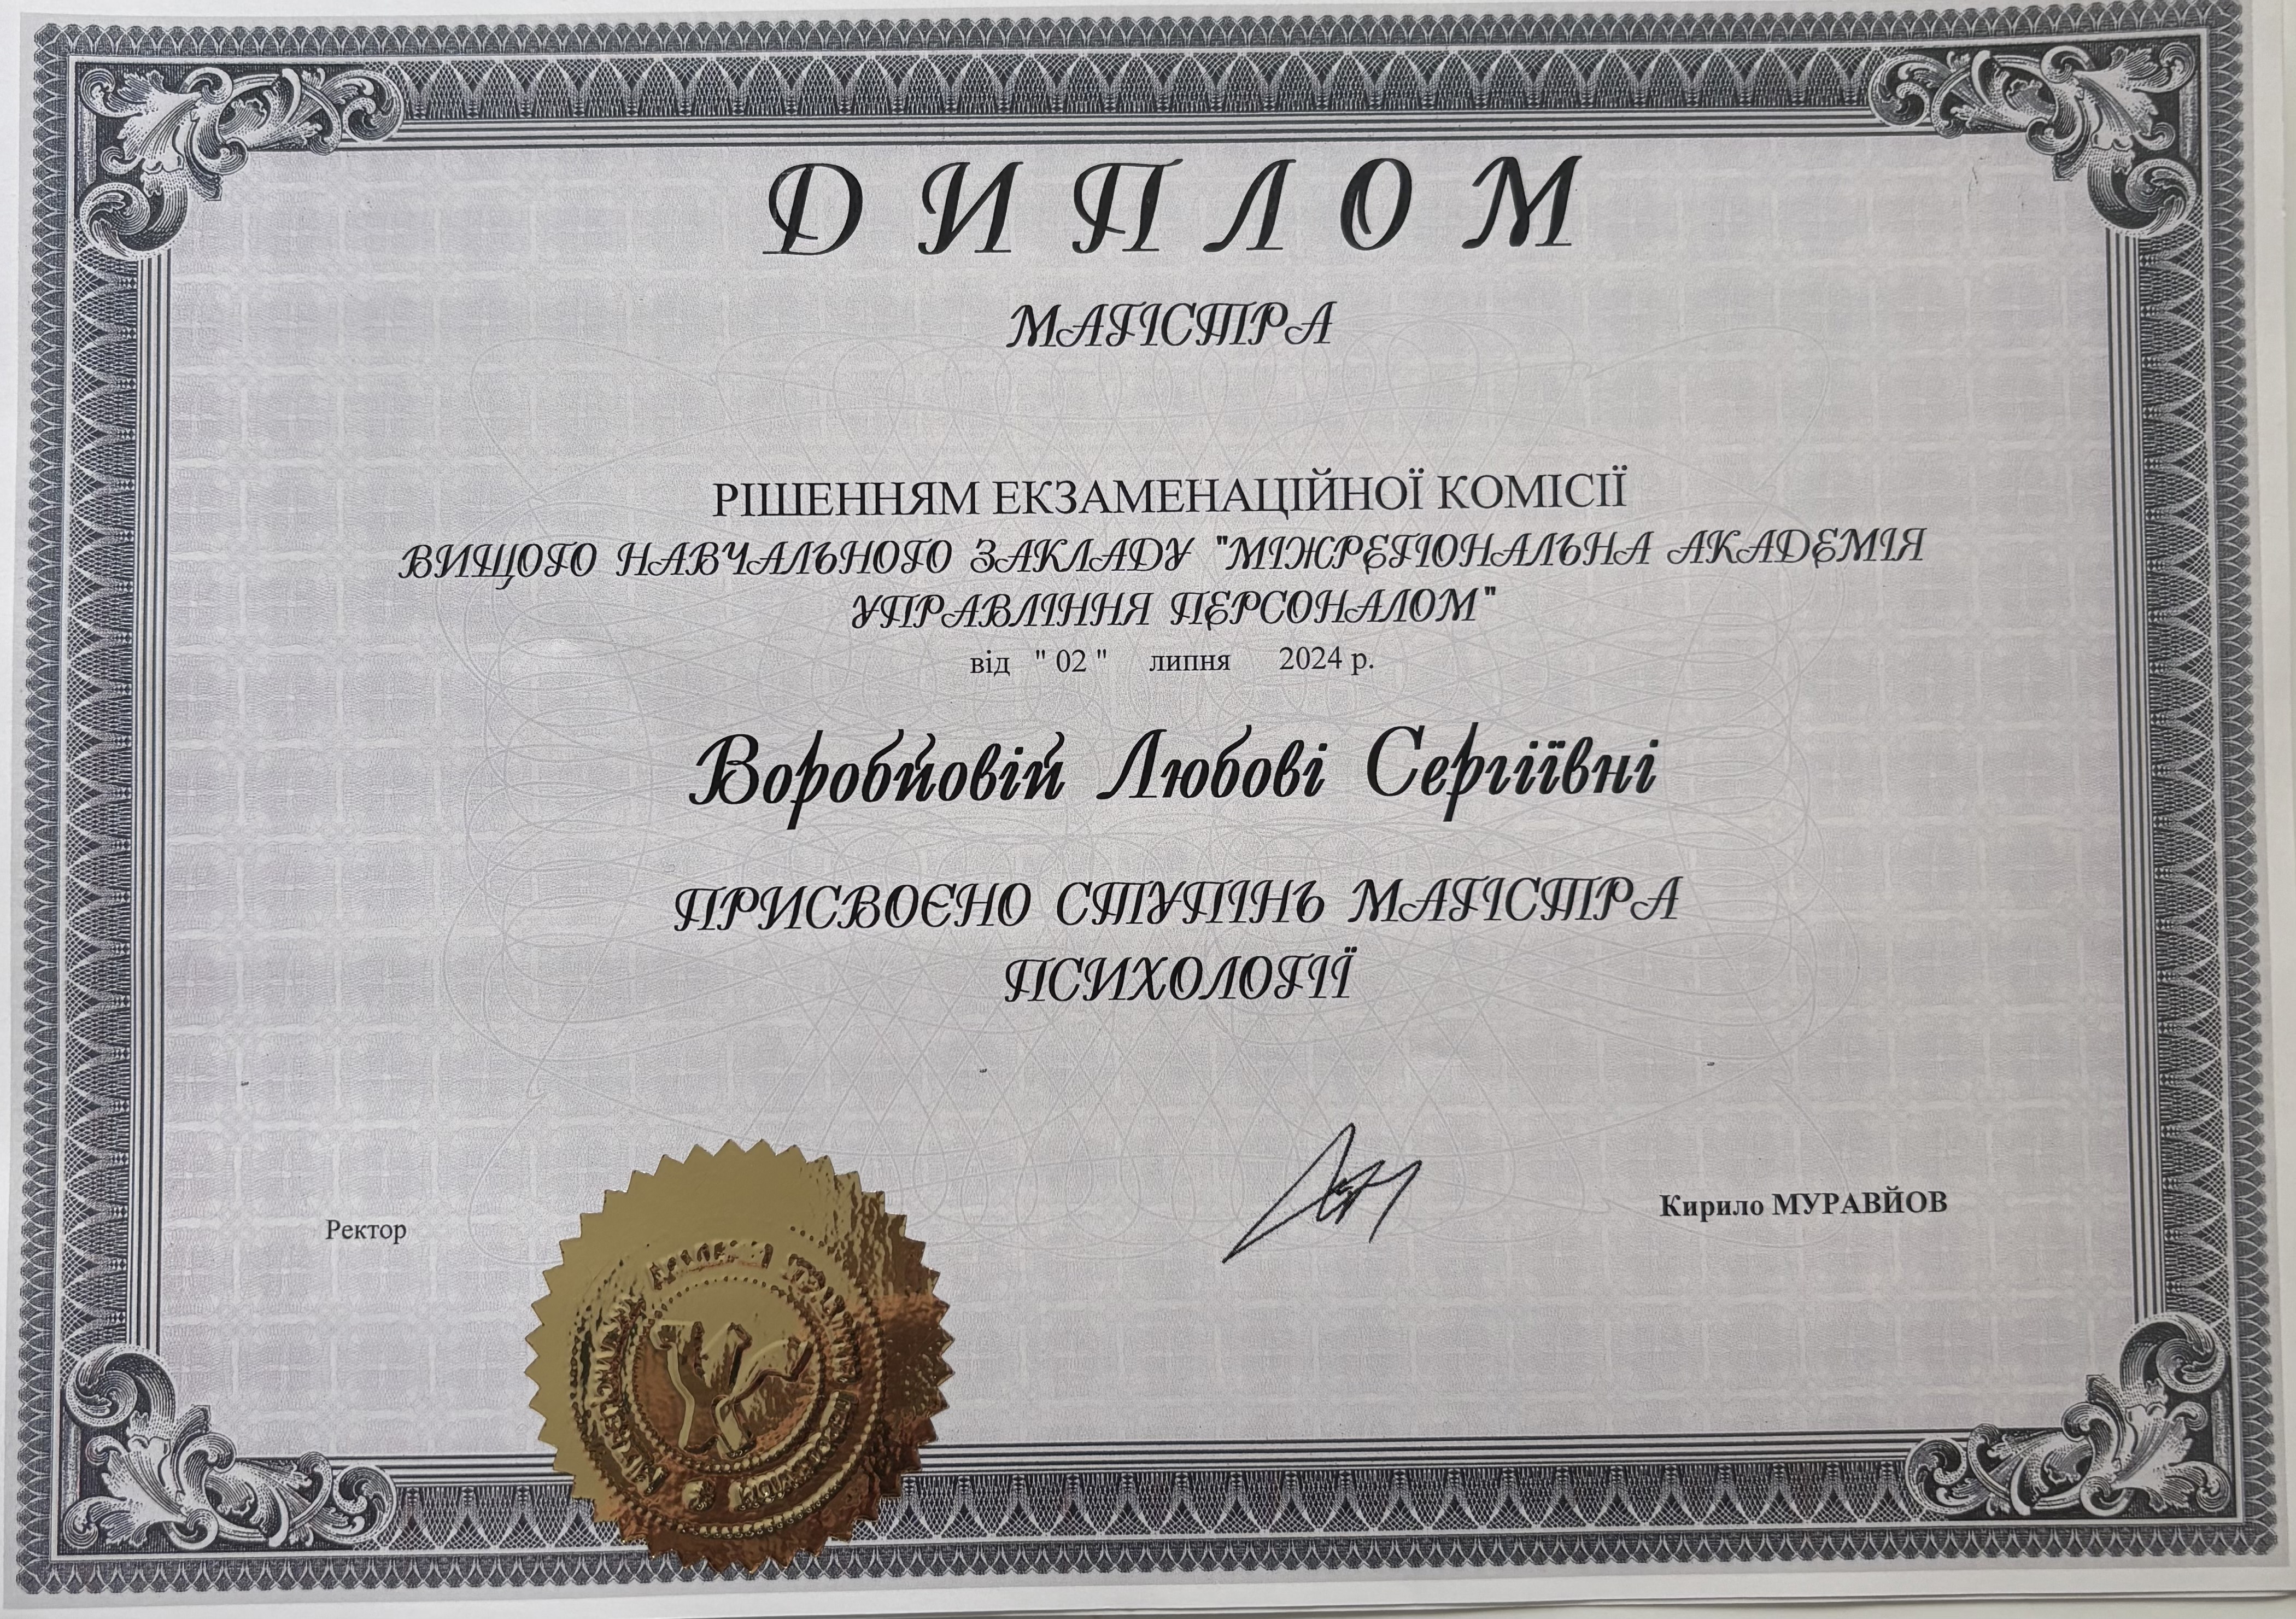 ДИПЛОМ
МАГІСТРА
РІШЕННЯМ ЕКЗАМЕНАЦІЙНОЇ КОМІСІЇ
ВИЩОГО НАВЧАЛЬНОГО ЗАКЛАДУ "МІЖРЕГІОНАЛЬНА АКАДЕМІЯ
УПРАВЛІННЯ ПЕРСОНАЛОМ"
від " 02 " липня 2024 р.
Воробйовій Любові Сергіївні
ПРИСВОЄНО СТУПІНЬ МАГІСТРА
ПСИХОЛОГІЇ
Ректор
Кирило МУРАВЙОВ